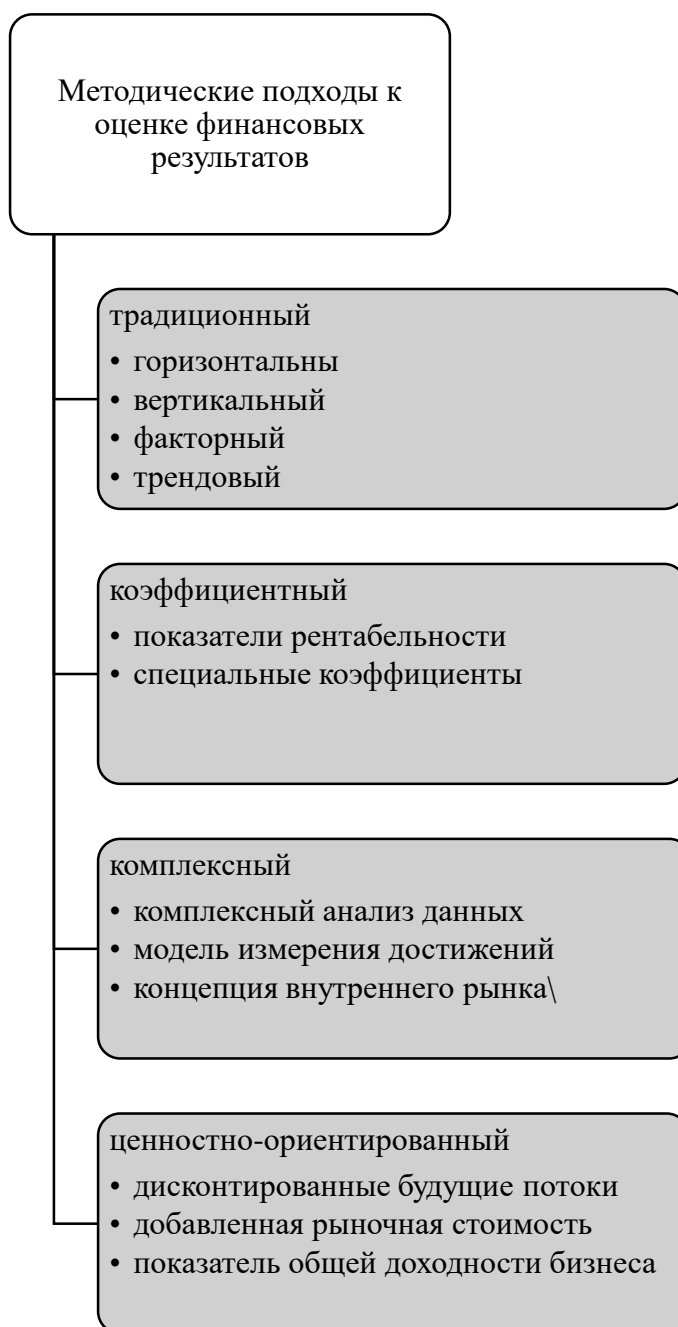 Методические подходы к
оценке финансовых
результатов
традиционный
• горизонтальны
• вертикальный
• факторный
• трендовый
коэффициентный
• показатели рентабельности
• специальные коэффициенты
комплексный
• комплексный анализ данных
• модель измерения достижений
• концепция внутреннего рынка\
ценностно-ориентированный
• дисконтированные будущие потоки
• добавленная рыночная стоимость
• показатель общей доходности бизнеса